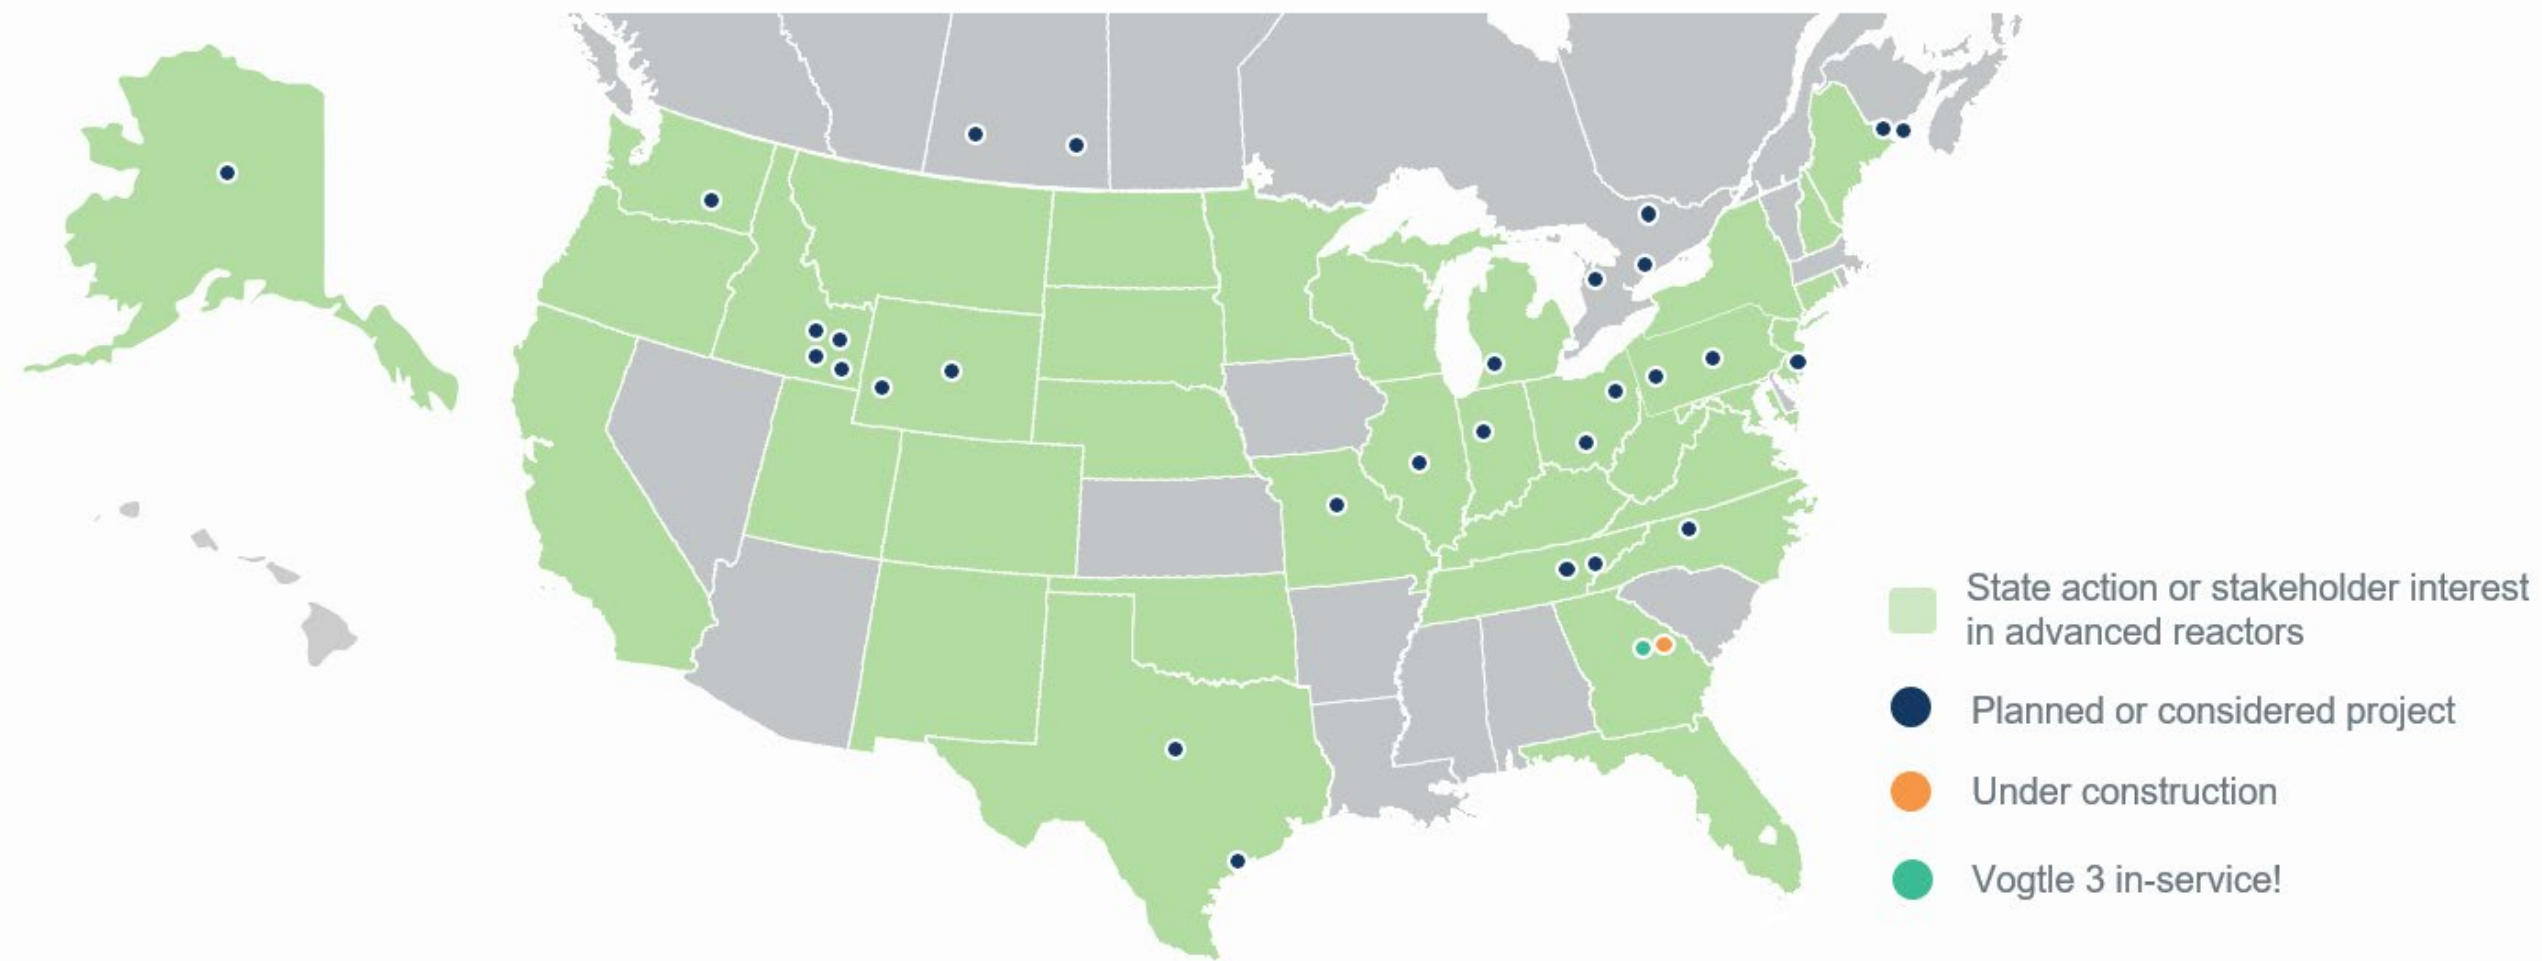 State action or stakeholder interest
in advanced reactors
Planned or considered project
Under construction
Vogtle 3 in-service!